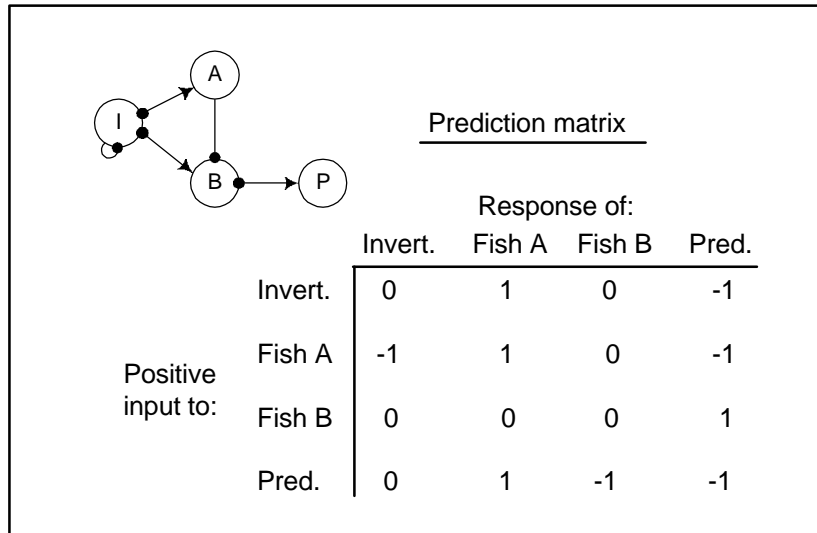 A
I
B
P
Prediction matrix
Response of:
Invert. Fish A Fish B Pred.
Invert. 0 1 0 -1
Fish A -1 1 0 -1
Positive input to:
Fish B 0 0 0 1
Pred. 0 1 -1 -1